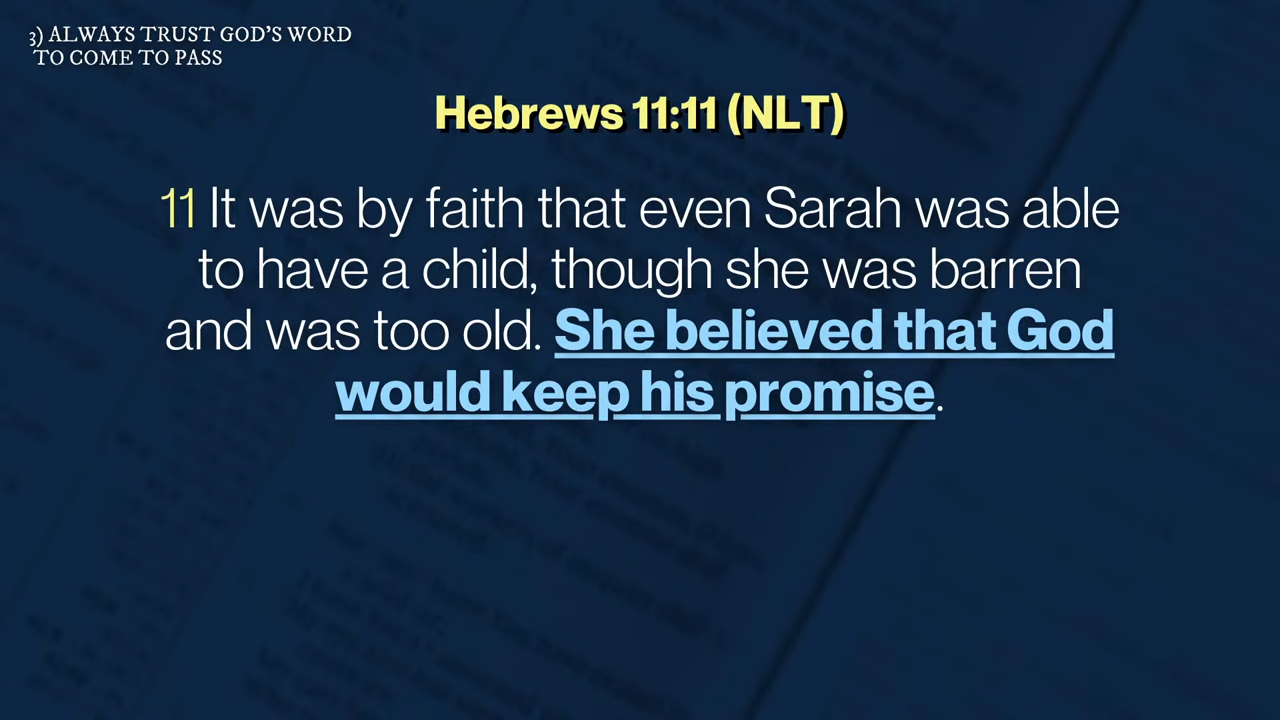 3) ALWAYS TRUST GOD'S WORD
TO COME TO PASS
Hebrews 11:11 (NLT)
11 It was by faith that even Sarah was able
to have a child, though she was barren
and was too old. She believed that God
would keep his promise.